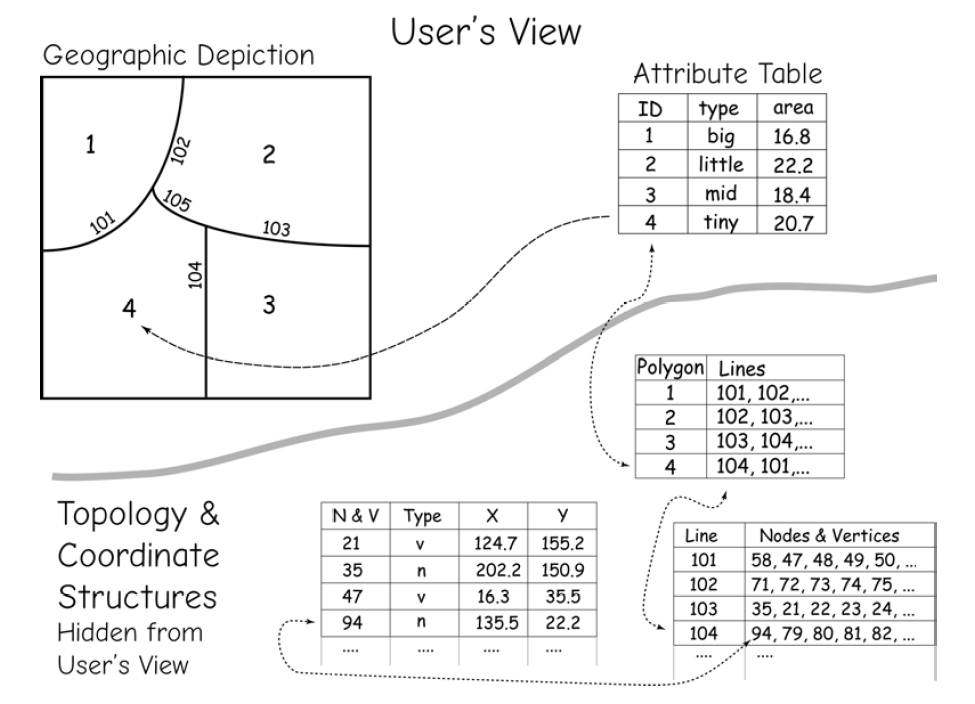 User's View
Geographic Depiction
1
2
102
105
101
103
104
4
3
Attribute Table
ID type area
1 big 16.8
2 little 22.2
3 mid 18.4
4 tiny 20.7
Polygon Lines
1 101, 102,...
2 102, 103,...
3 103, 104,...
4 104, 101,...
Topology &
Coordinate
Structures
Hidden from
User's View
N & V Type X Y
21 v 124.7 155.2
35 n 202.2 150.9
47 v 16.3 35.5
94 n 135.5 22.2
.... .... .... ....
Line Nodes & Vertices
101 58, 47, 48, 49, 50, ...
102 71, 72, 73, 74, 75, ...
103 35, 21, 22, 23, 24, ...
104 94, 79, 80, 81, 82, ...
.... ....